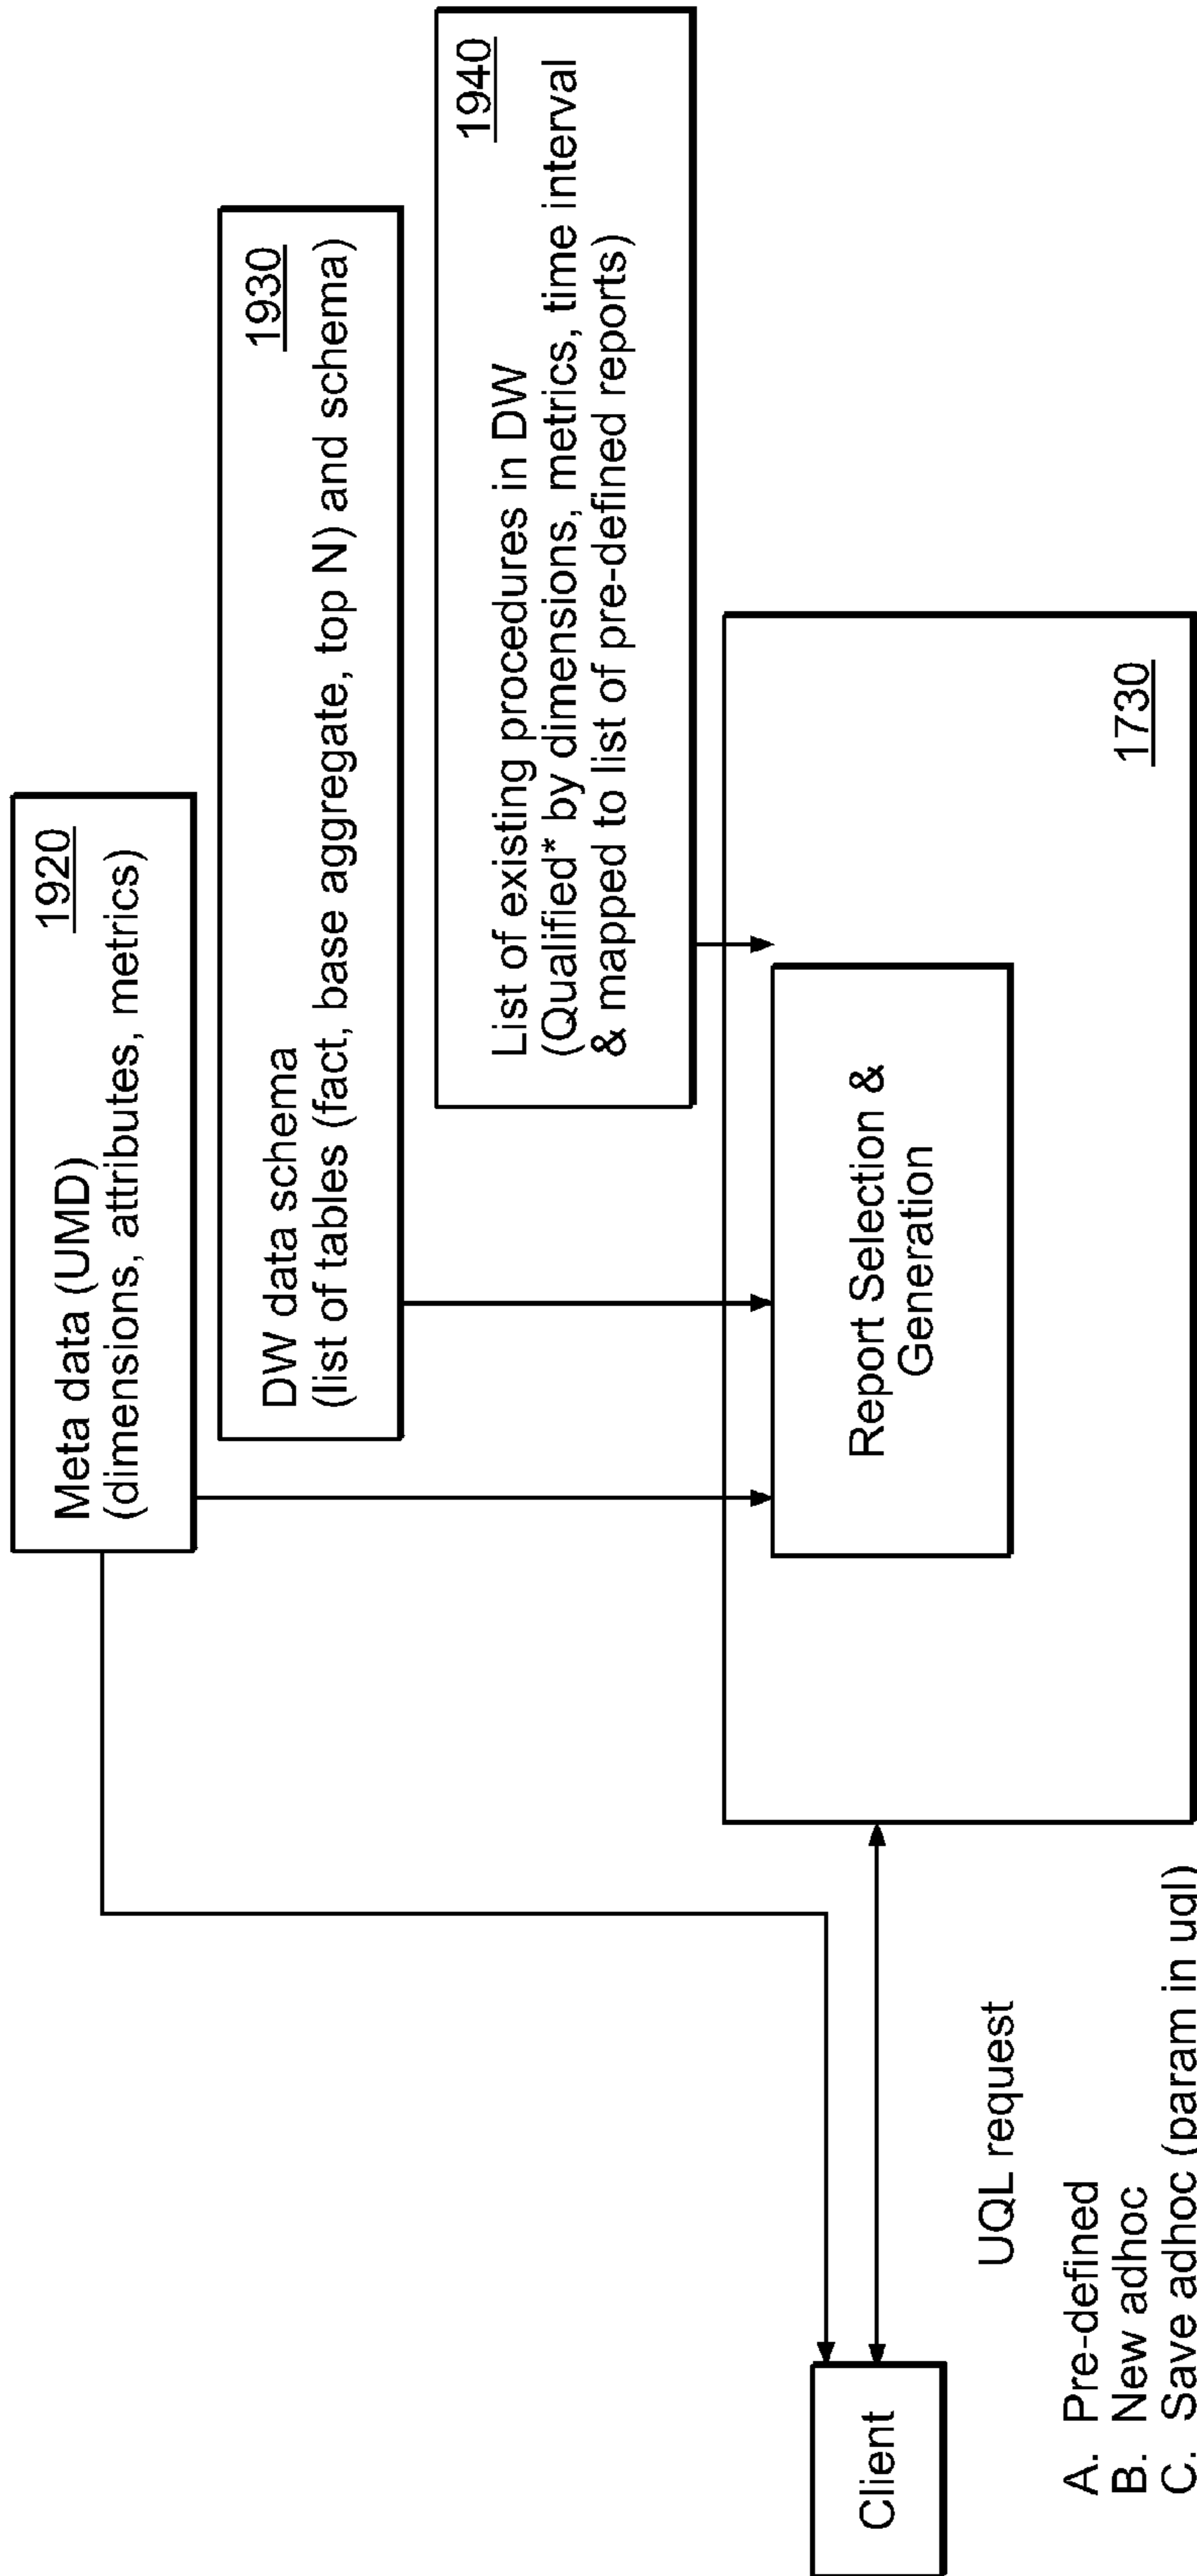 1920
Meta data (UMD)
(dimensions, attributes, metrics)
1930
DW data schema
(list of tables (fact, base aggregate, top N) and schema)
1940
List of existing procedures in DW
(Qualified* by dimensions, metrics, time interval
& mapped to list of pre-defined reports)
Report Selection &
Generation
1730
Client
UQL request
A. Pre-defined
B. New adhoc
C. Save adhoc (param in uql)